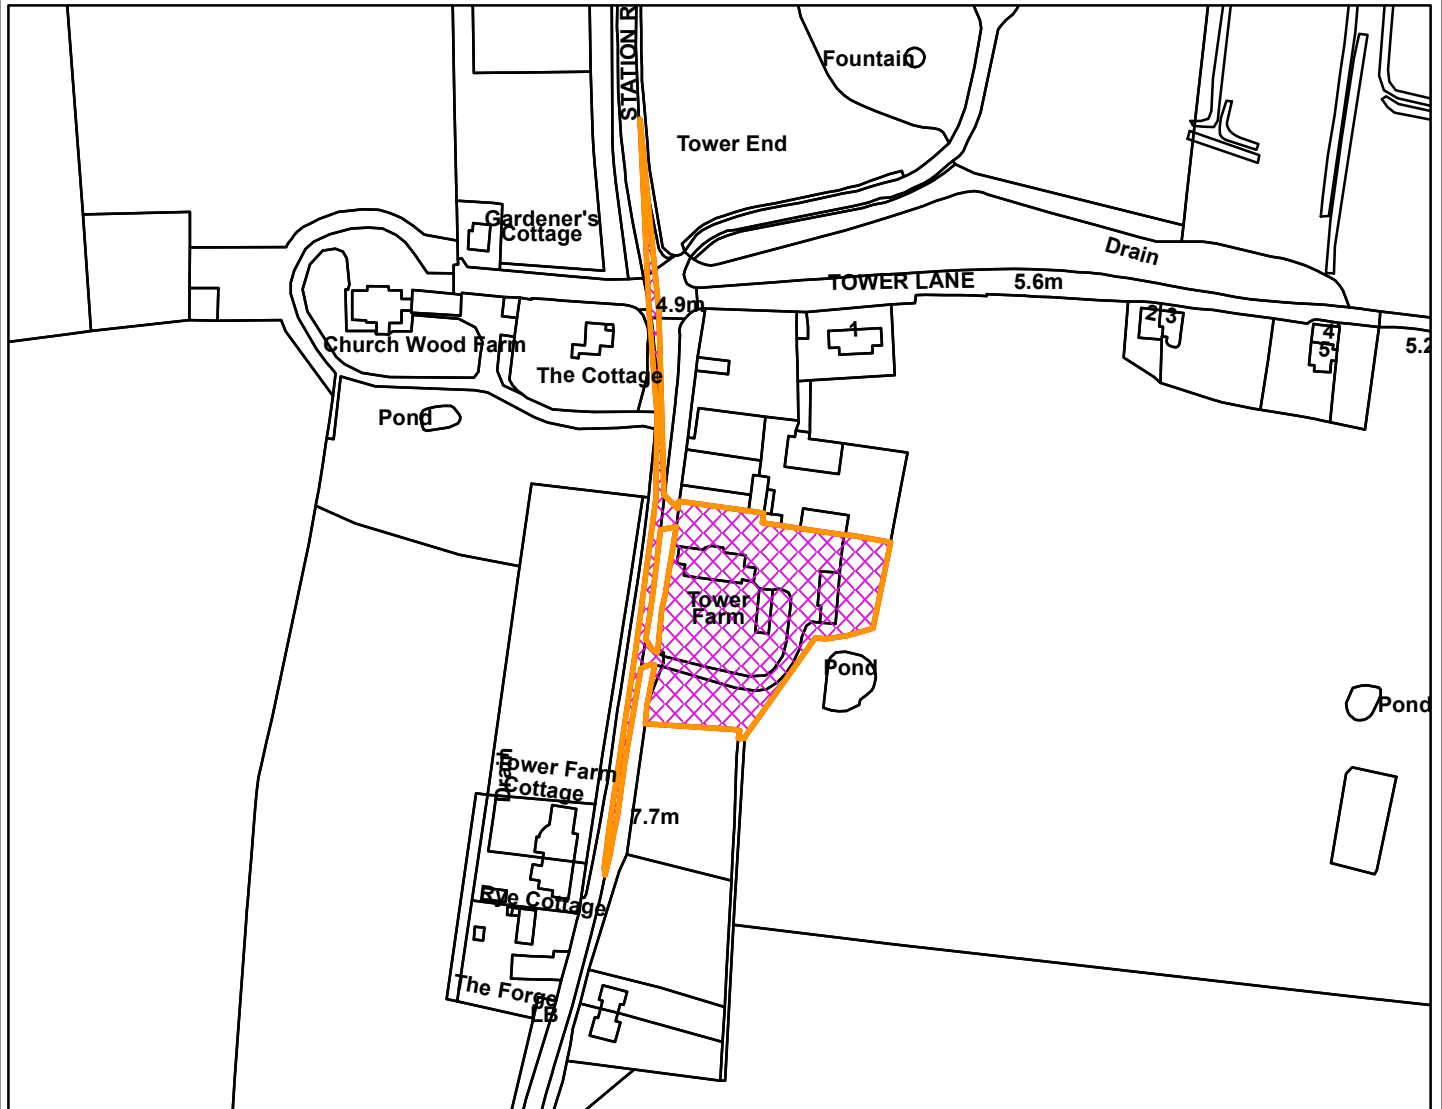 STATION R
Fountain
Tower End
Gardener's
Cottage
Drain
TOWER LANE
5.6m
4.9m
1
2
3
4
5
5.2
Church Wood Farm
The Cottage
Pond
Tower
Farm
Pond
Pond
Drain
Tower Farm
Cottage
7.7m
Rye Cottage
The Forge
LB